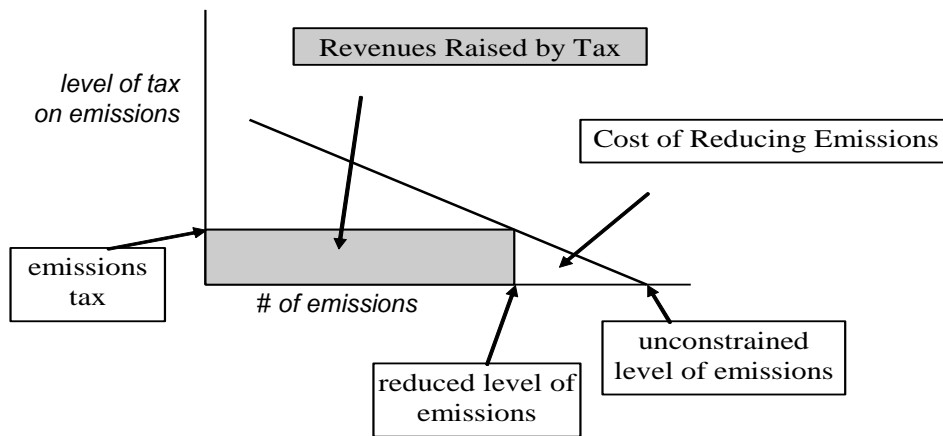 Revenues Raised by Tax
level of tax
on emissions
Cost of Reducing Emissions
emissions
tax
# of emissions
reduced level of
emissions
unconstrained
level of emissions